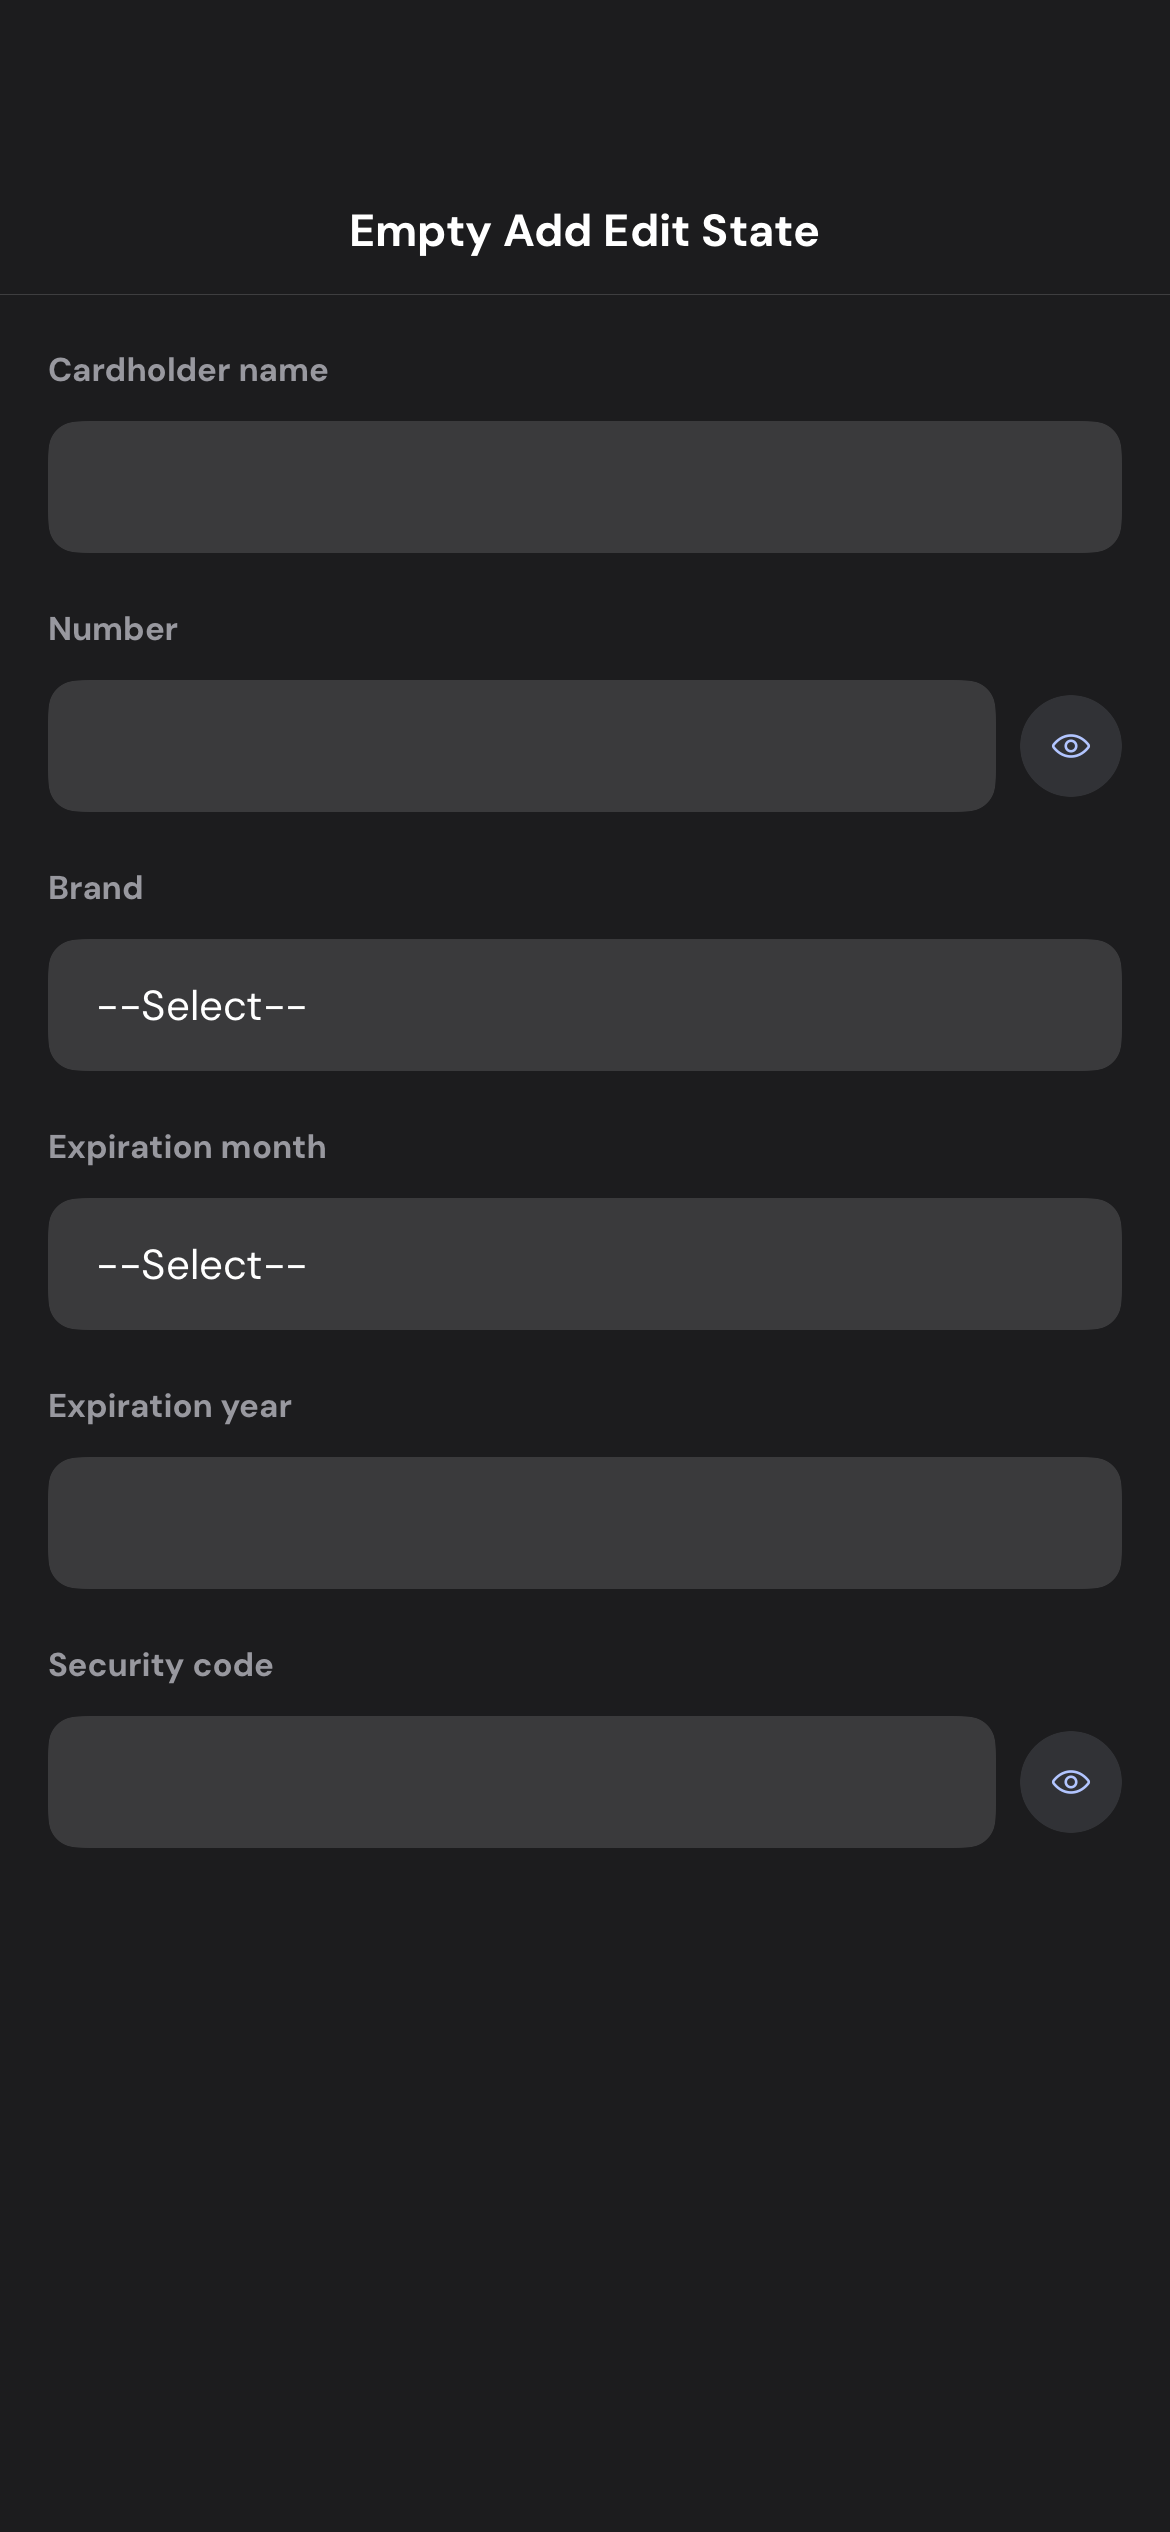 Empty Add Edit State
Cardholder name
Number
Brand
--Select--
Expiration month
--Select--
Expiration year
Security code